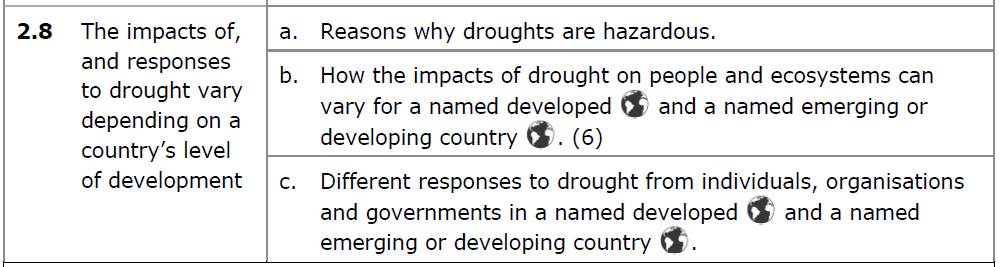 2.8 The impacts of,
and responses
to drought vary
depending on a
country’s level
of development
a. Reasons why droughts are hazardous.
b. How the impacts of drought on people and ecosystems can
vary for a named developed and a named emerging or
developing country . (6)
c. Different responses to drought from individuals, organisations
and governments in a named developed and a named
emerging or developing country .